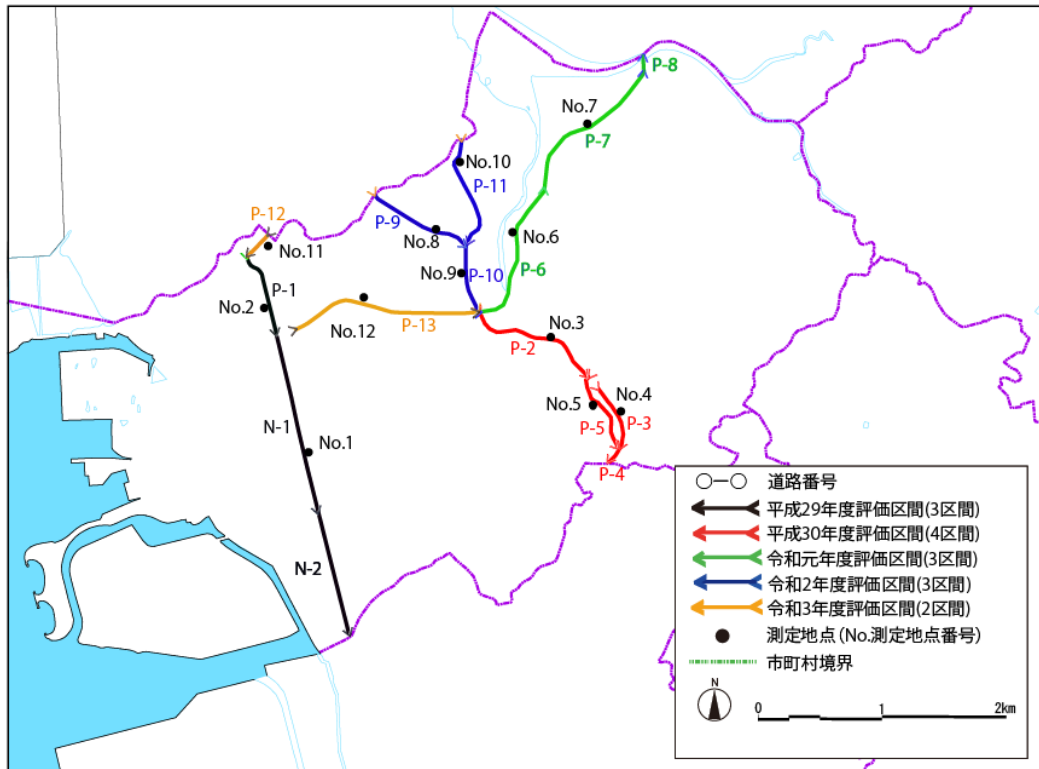 P-8
No.7
P-7
No.10
P-11
P-9
P-12
No.8
No.6
No.11
No.9
P-10
P-6
P-1
No.2
No.12
P-13
No.3
P-2
No.5
No.4
P-5
P-3
N-1
No.1
P-4
N-2
道路番号
平成29年度評価区間(3区間)
平成30年度評価区間(4区間)
令和元年度評価区間(3区間)
令和2年度評価区間(3区間)
令和3年度評価区間(2区間)
測定地点(No.測定地点番号)
市町村境界
N
0 1 2km